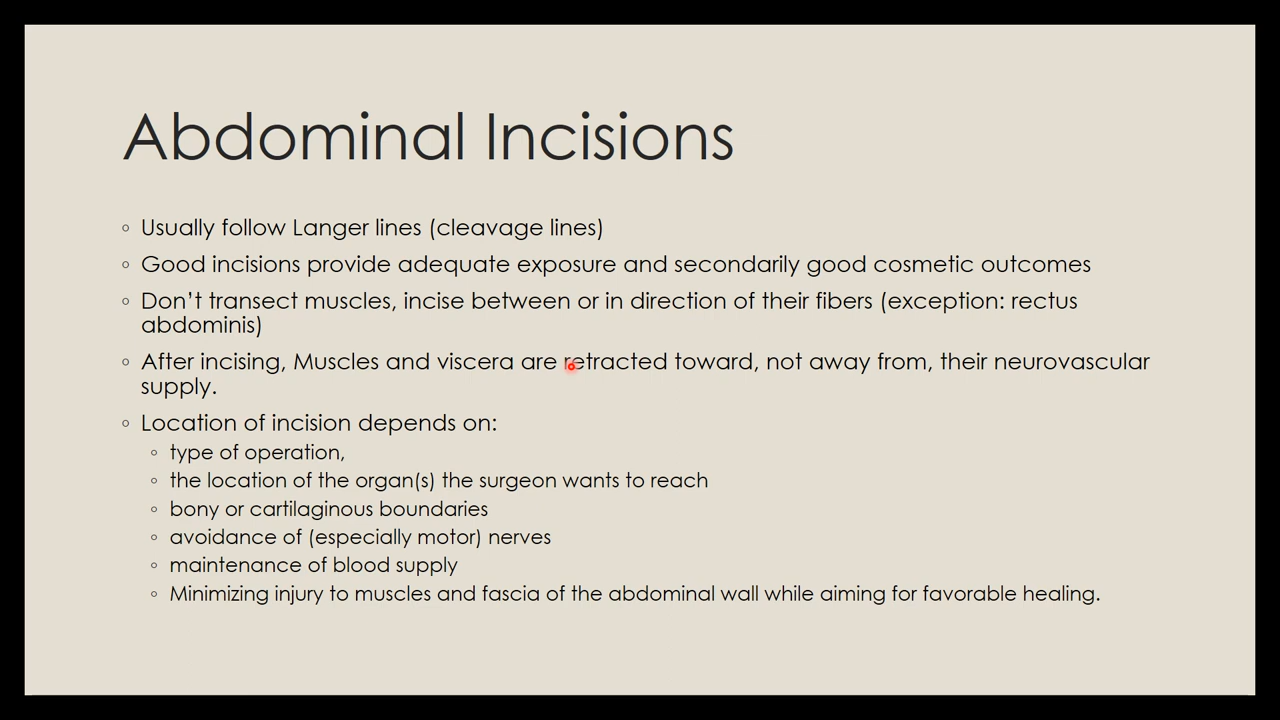 Abdominal Incisions
◦ Usually follow Langer lines (cleavage lines)
◦ Good incisions provide adequate exposure and secondarily good cosmetic outcomes
◦ Don’t transect muscles, incise between or in direction of their fibers (exception: rectus
abdominis)
◦ After incising, Muscles and viscera are retracted toward, not away from, their neurovascular
supply.
◦ Location of incision depends on:
◦ type of operation,
◦ the location of the organ(s) the surgeon wants to reach
◦ bony or cartilaginous boundaries
◦ avoidance of (especially motor) nerves
◦ maintenance of blood supply
◦ Minimizing injury to muscles and fascia of the abdominal wall while aiming for favorable healing.